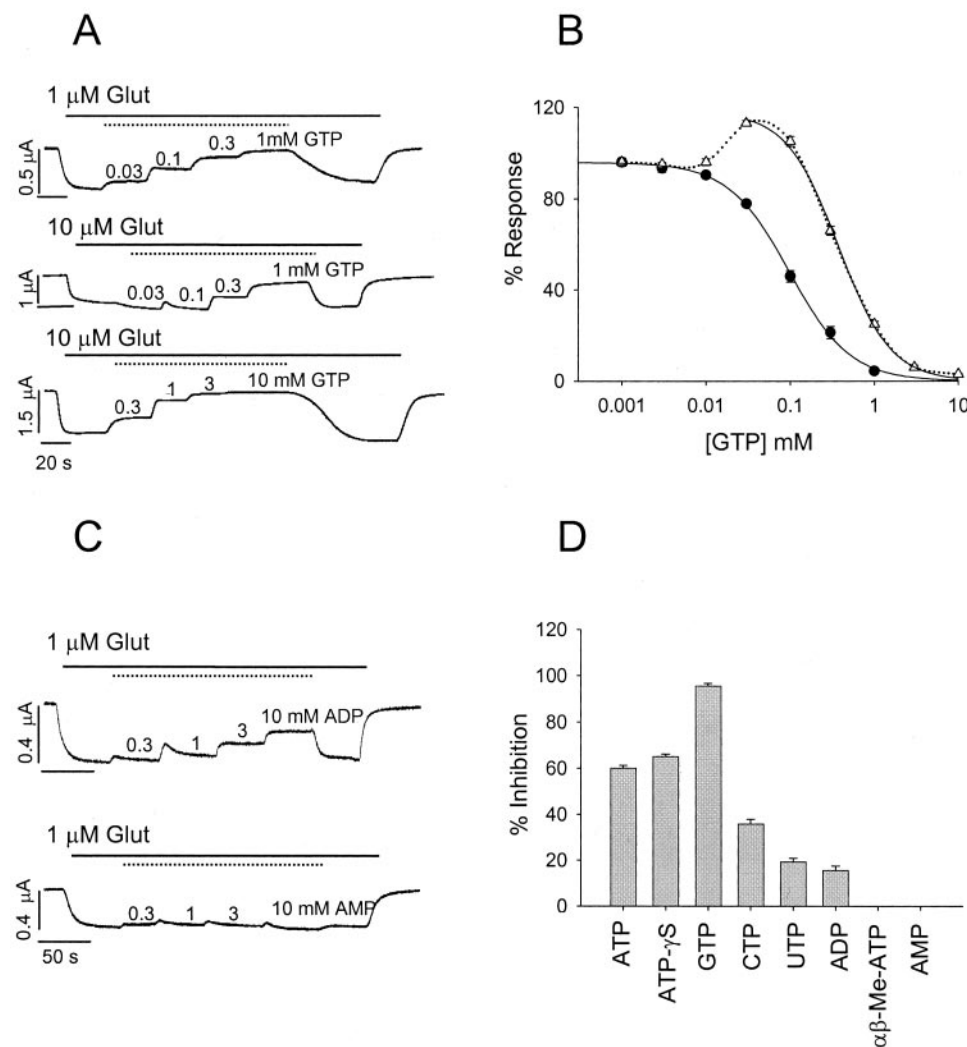 A
1 μM Glut
1mM GTP
0.3
0.1
0.03
0.5 μA
10 μM Glut
1 mM GTP
0.3
0.03
0.1
1 μA
10 μM Glut
1
3
10 mM GTP
0.3
1.5 μA
20 s
B
120
80
40
0
% Response
0.001
0.01
0.1
1
10
[GTP] mM
C
1 μM Glut
10 mM ADP
3
0.3
1
0.4 μA
1 μM Glut
0.3
1
3
10 mM AMP
0.4 μA
50 s
D
120
100
80
60
40
20
0
% Inhibition
ATP
ATP-γS
GTP
CTP
UTP
ADP
αβ-Me-ATP
AMP